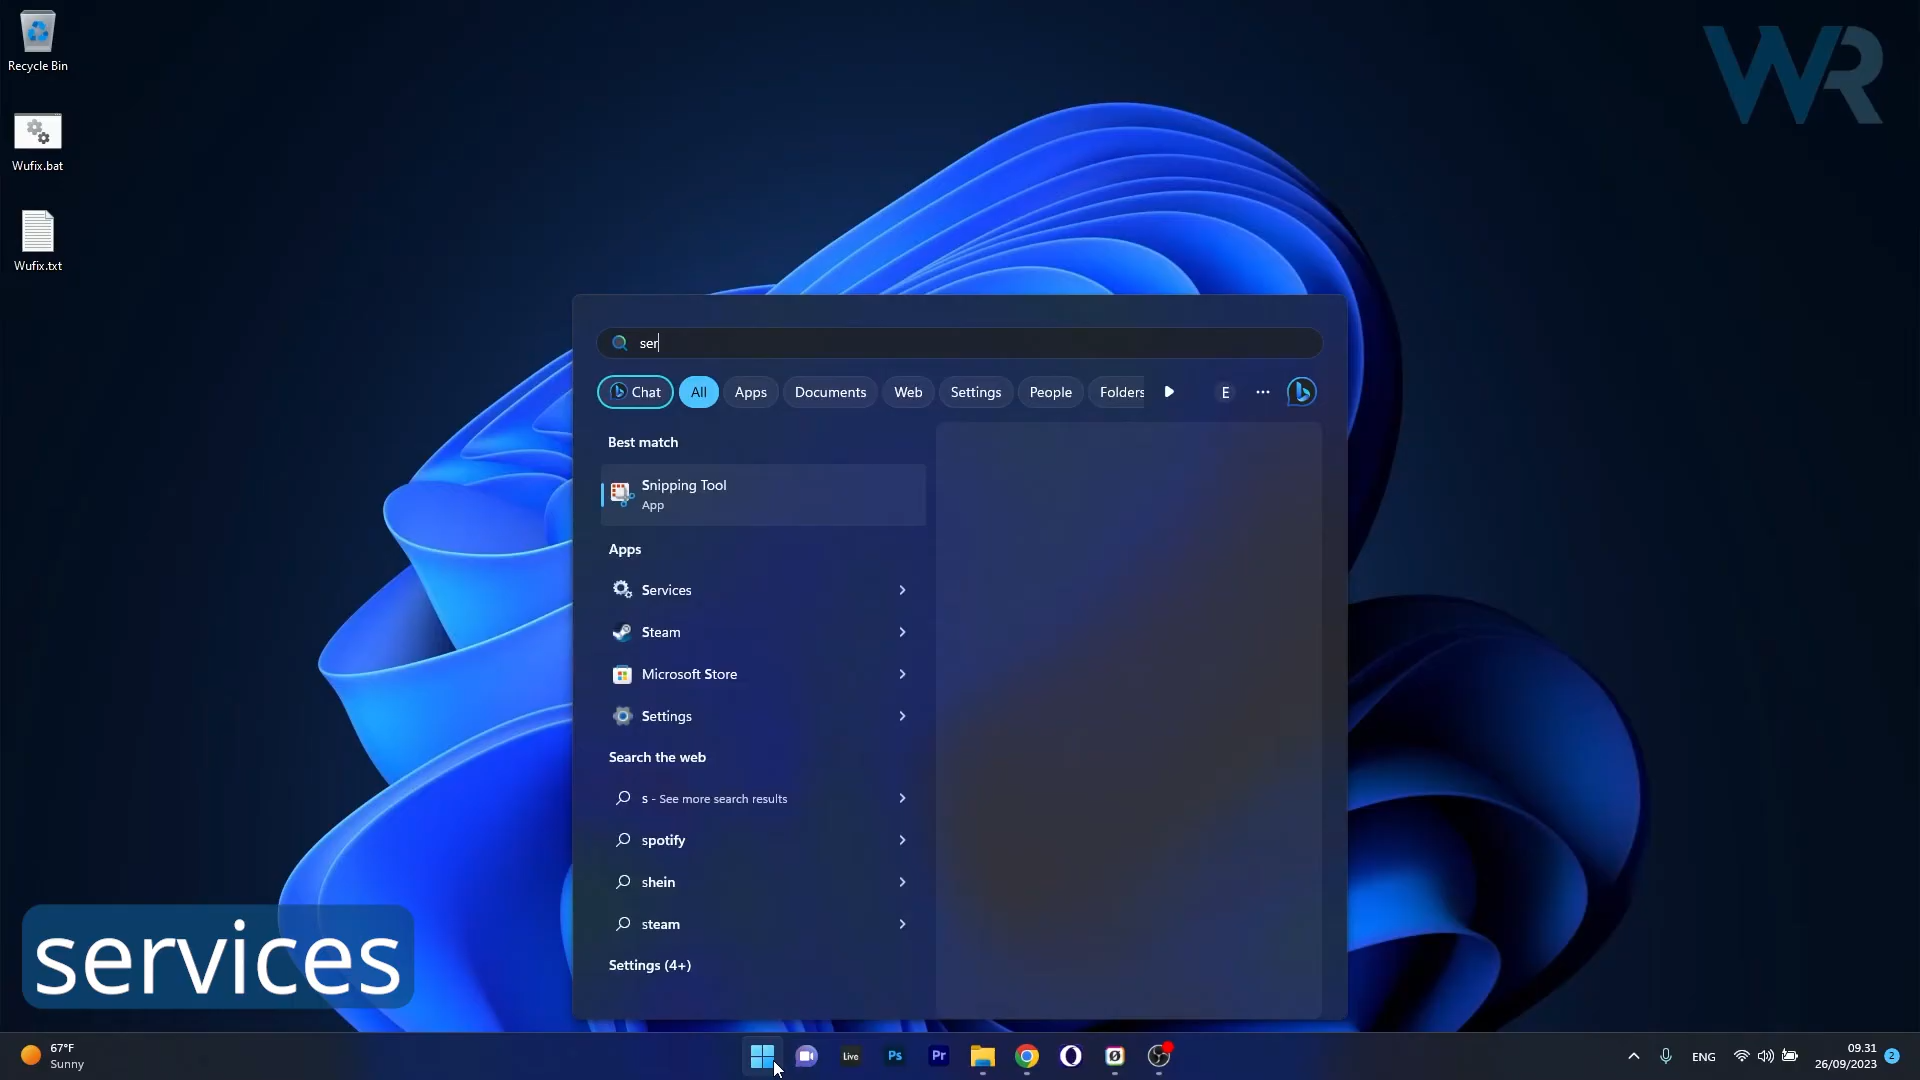 Recycle Bin
WR
Wufix.bat
Wufix.txt
ser
Chat
All
Apps
Documents
Web
Settings
People
Folders
E
Best match
Snipping Tool
App
Apps
Services
Steam
Microsoft Store
Settings
Search the web
s - See more search results
spotify
shein
steam
Settings (4+)
services
67°F
Sunny
Live
Ps
Pr
ENG
09.31
26/09/2023
2